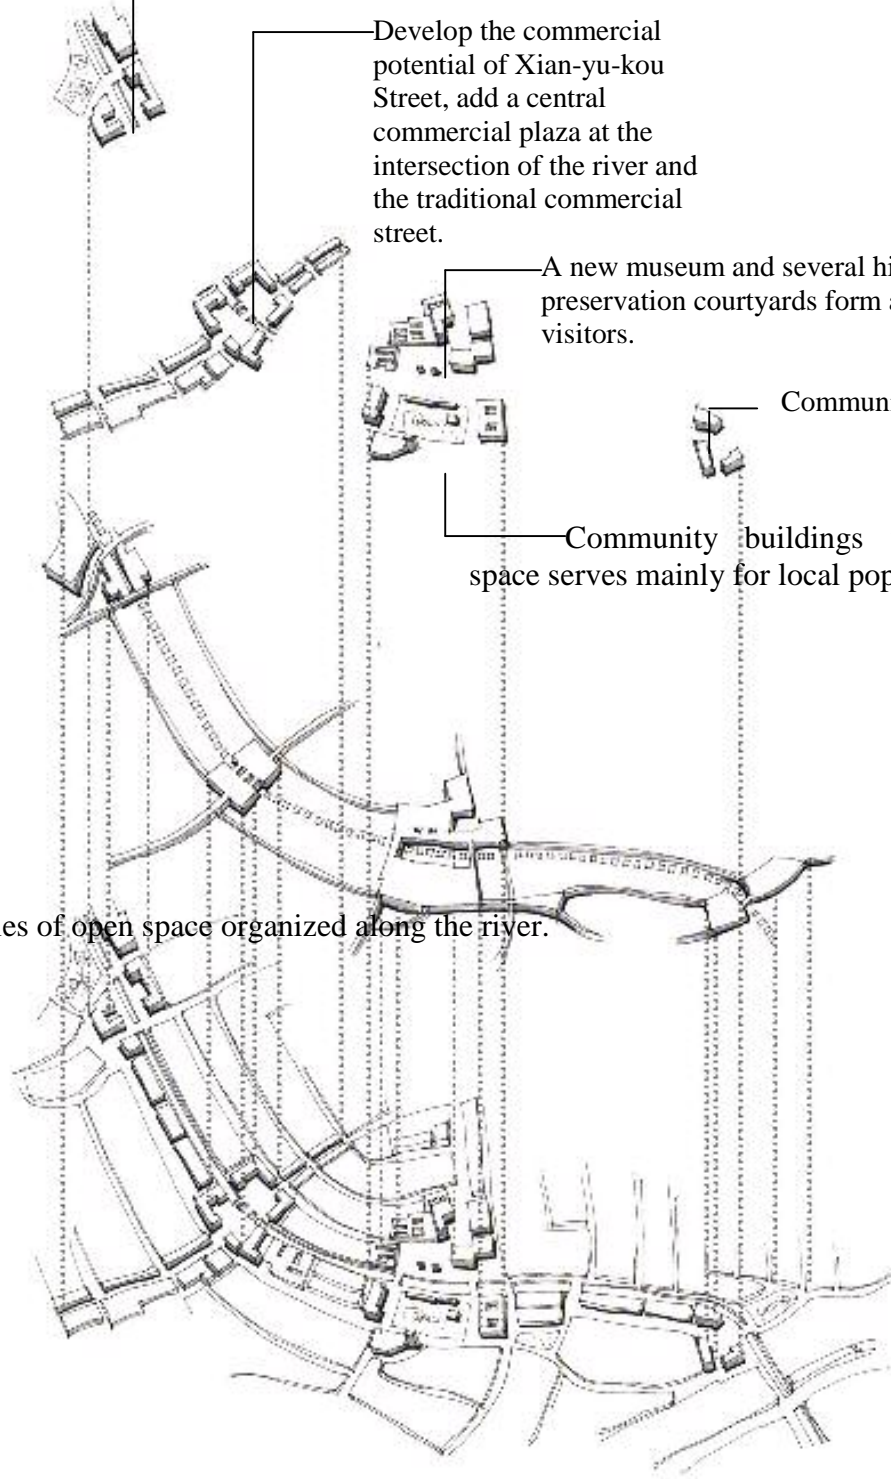 Develop the commercial
potential of Xian-yu-kou
Street, add a central
commercial plaza at the
intersection of the river and
the traditional commercial
street.
A new museum and several hi
preservation courtyards form a
visitors.
Communi
Community buildings
space serves mainly for local pop
es of open space organized along the river.